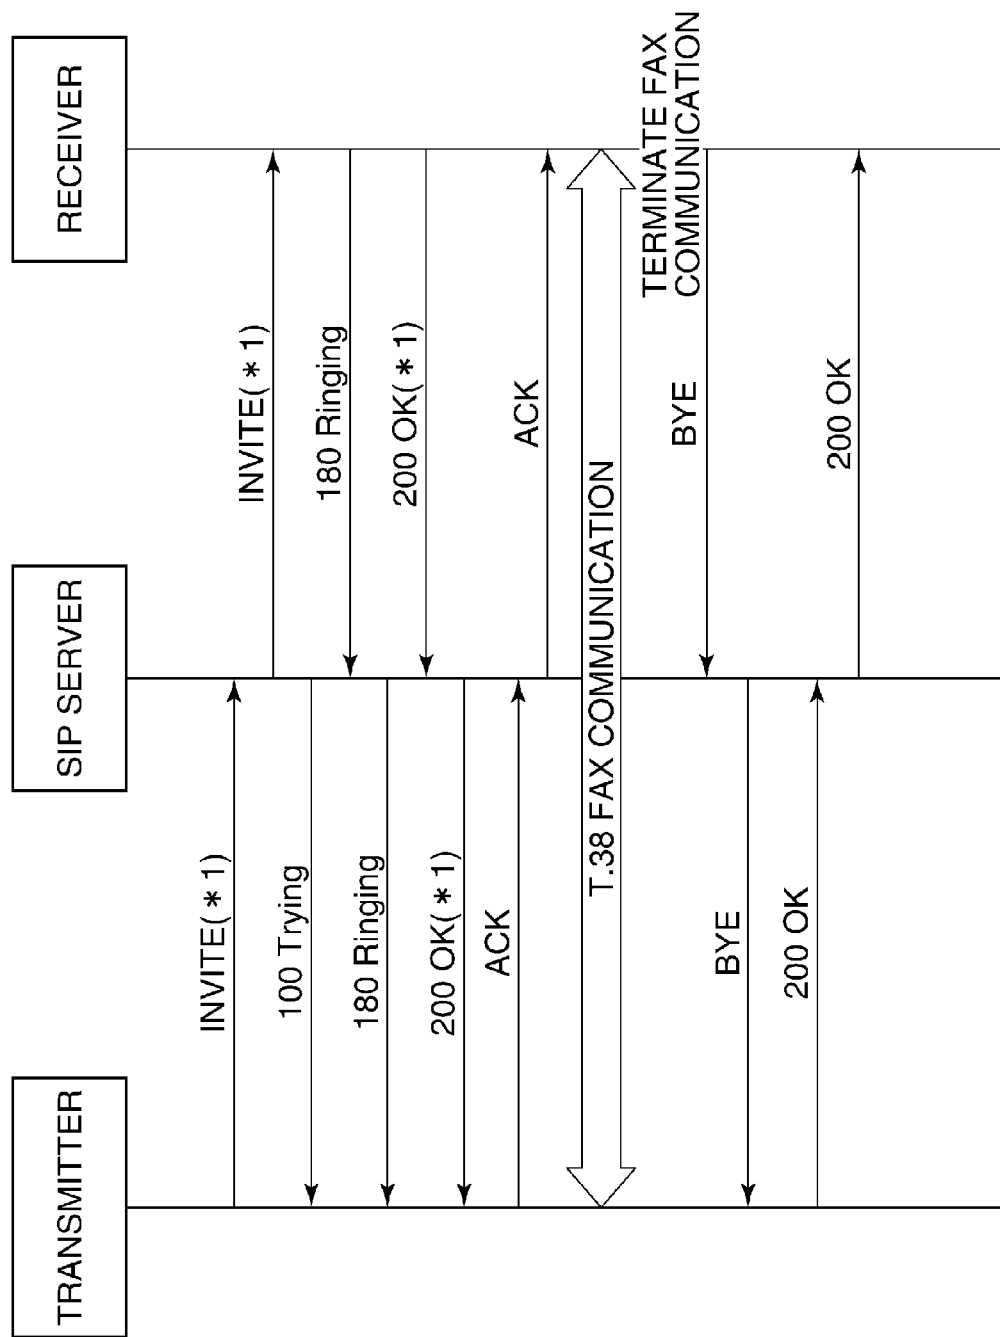 TRANSMITTER
SIP SERVER
RECEIVER
INVITE(*1)
INVITE(*1)
100 Trying
180 Ringing
180 Ringing
200 OK(*1)
200 OK(*1)
ACK
ACK
T.38 FAX COMMUNICATION
TERMINATE FAX
COMMUNICATION
BYE
BYE
200 OK
200 OK